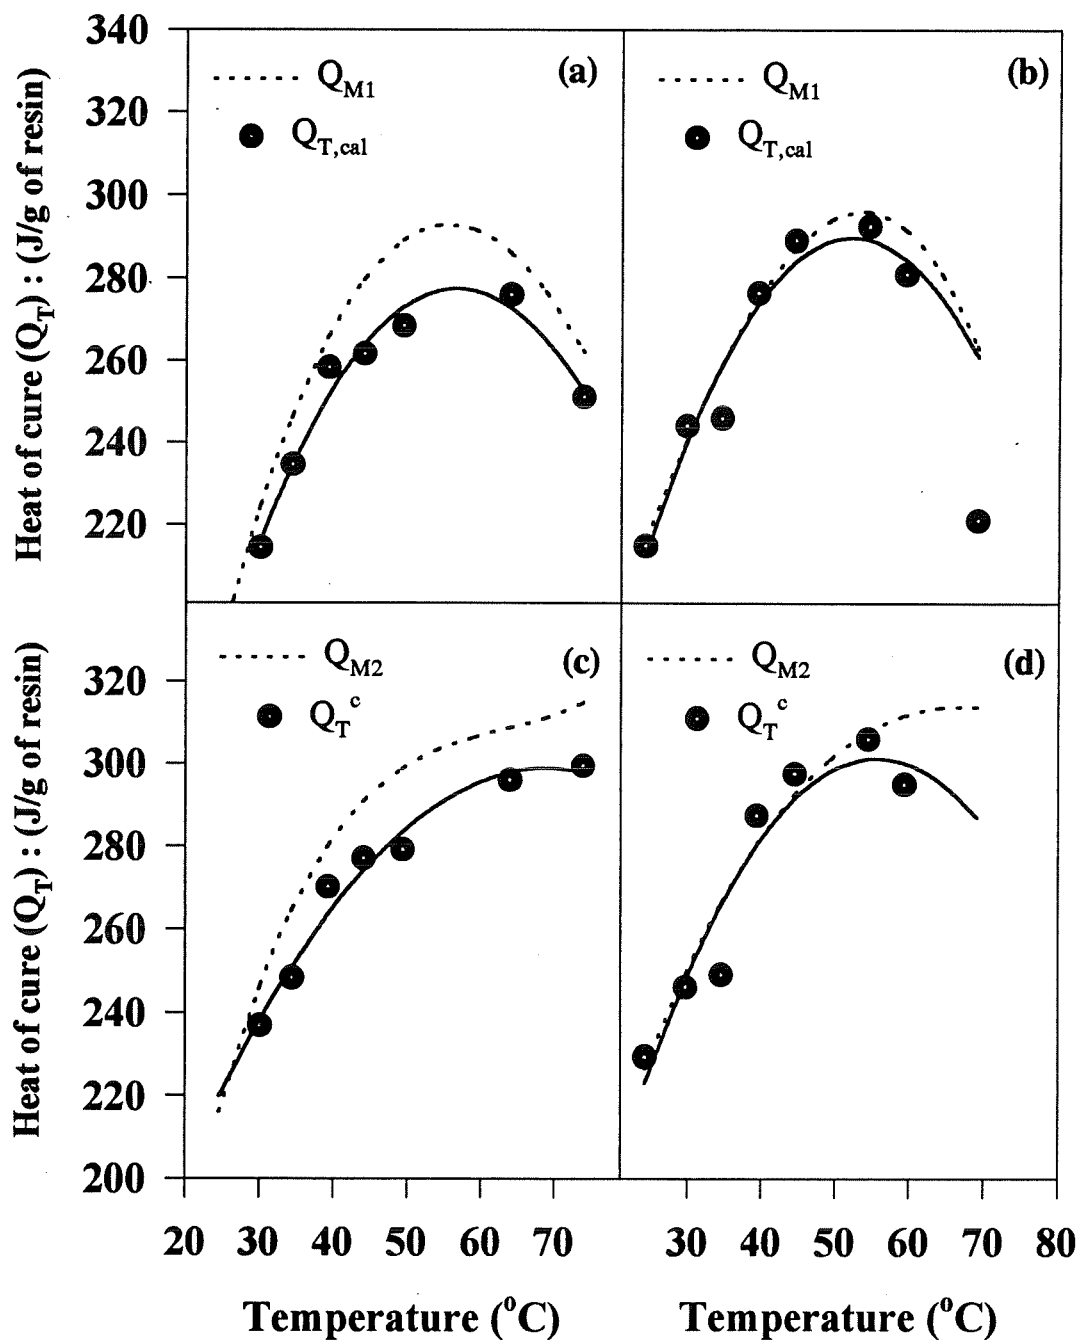 340
320
300
280
260
240
220
Heat of cure (Q_T) : (J/g of resin)
Q_M1
Q_T,cal
(a)
Q_M1
Q_T,cal
(b)
320
300
280
260
240
220
200
Heat of cure (Q_T) : (J/g of resin)
Q_M2
Q_T^c
(c)
Q_M2
Q_T^c
(d)
20 30 40 50 60 70 30 40 50 60 70 80
Temperature (°C) Temperature (°C)